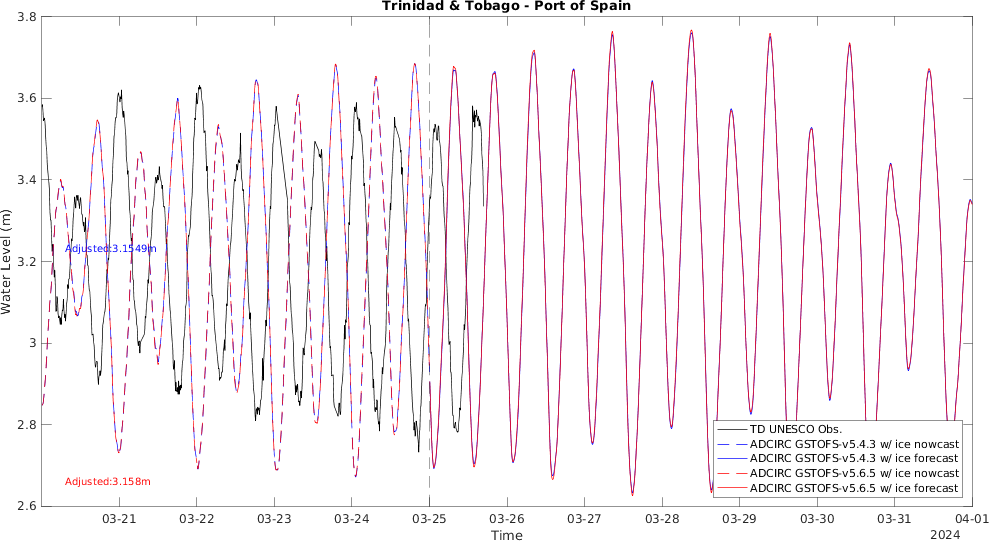 Trinidad & Tobago - Port of Spain
3.8
3.6
3.4
3.2
3
2.8
2.6
Water Level (m)
Adjusted:3.1549m
Adjusted:3.158m
TD UNESCO Obs.
ADCIRC GSTOFS-v5.4.3 w/ ice nowcast
ADCIRC GSTOFS-v5.4.3 w/ ice forecast
ADCIRC GSTOFS-v5.6.5 w/ ice nowcast
ADCIRC GSTOFS-v5.6.5 w/ ice forecast
03-21 03-22 03-23 03-24 03-25 03-26 03-27 03-28 03-29 03-30 03-31 04-01
Time
2024